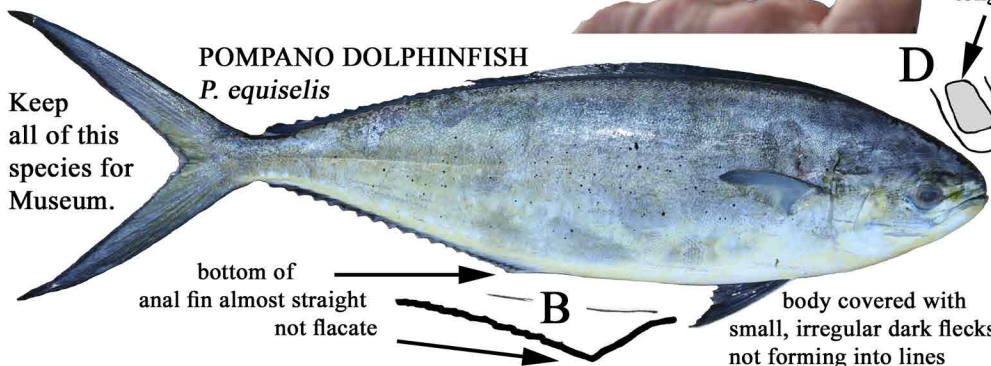 POMPANO DOLPHINFISH
P. equiselis
D
Keep
all of this
species for
Museum.
bottom of
anal fin almost straight
not flacate
B
body covered with
small, irregular dark flecks
not forming into lines